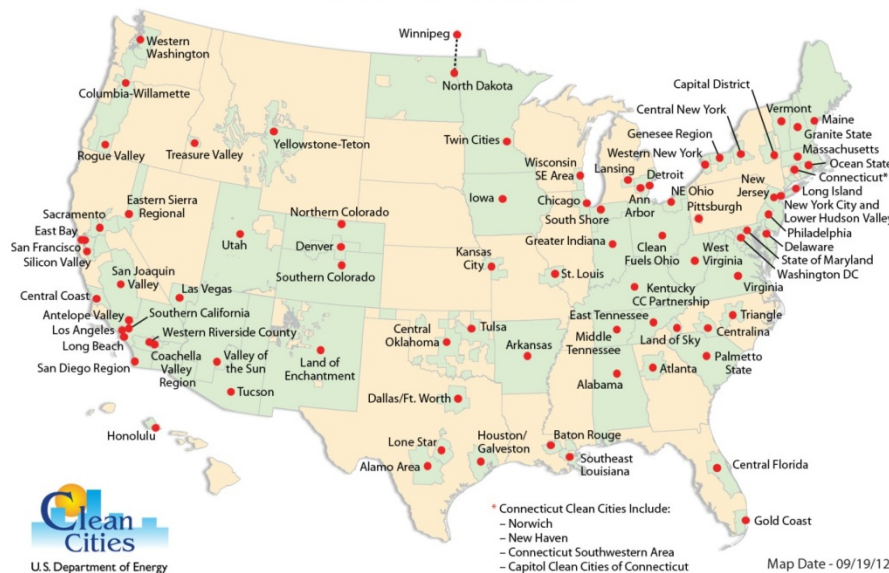 Winnipeg
Western
Washington
North Dakota
Capital District
Columbia-Willamette
Central New York
Vermont
Maine
Genesee Region
Granite State
Twin Cities
Massachusetts
Rogue Valley
Treasure Valley
Yellowstone-Teton
Western New York
Ocean State
Wisconsin
SE Area
Lansing
Detroit
Connecticut*
New
Jersey
Long Island
Eastern Sierra
Regional
Iowa
Chicago
Ann
Arbor
NE Ohio
Pittsburgh
New York City and
Lower Hudson Valley
Sacramento
Northern Colorado
South Shore
Philadelphia
East Bay
Utah
Denver
Kansas
City
Greater Indiana
Clean
Fuels Ohio
West
Virginia
Delaware
San Francisco
State of Maryland
Silicon Valley
Southern Colorado
St. Louis
Washington DC
San Joaquin
Valley
Las Vegas
Kentucky
CC Partnership
Virginia
Central Coast
Southern California
East Tennessee
Triangle
Antelope Valley
Western Riverside County
Central
Oklahoma
Tulsa
Middle
Tennessee
Land of Sky
Centralina
Los Angeles
Arkansas
Long Beach
Coachella
Valley
Region
Valley of
the Sun
Land of
Enchantment
Atlanta
Palmetto
State
San Diego Region
Alabama
Tucson
Dallas/Ft. Worth
Honolulu
Lone Star
Houston/
Galveston
Baton Rouge
Alamo Area
Southeast
Louisiana
Central Florida
Clean
Cities
U.S. Department of Energy
* Connecticut Clean Cities Include:
– Norwich
– New Haven
– Connecticut Southwestern Area
– Capitol Clean Cities of Connecticut
Gold Coast
Map Date - 09/19/12